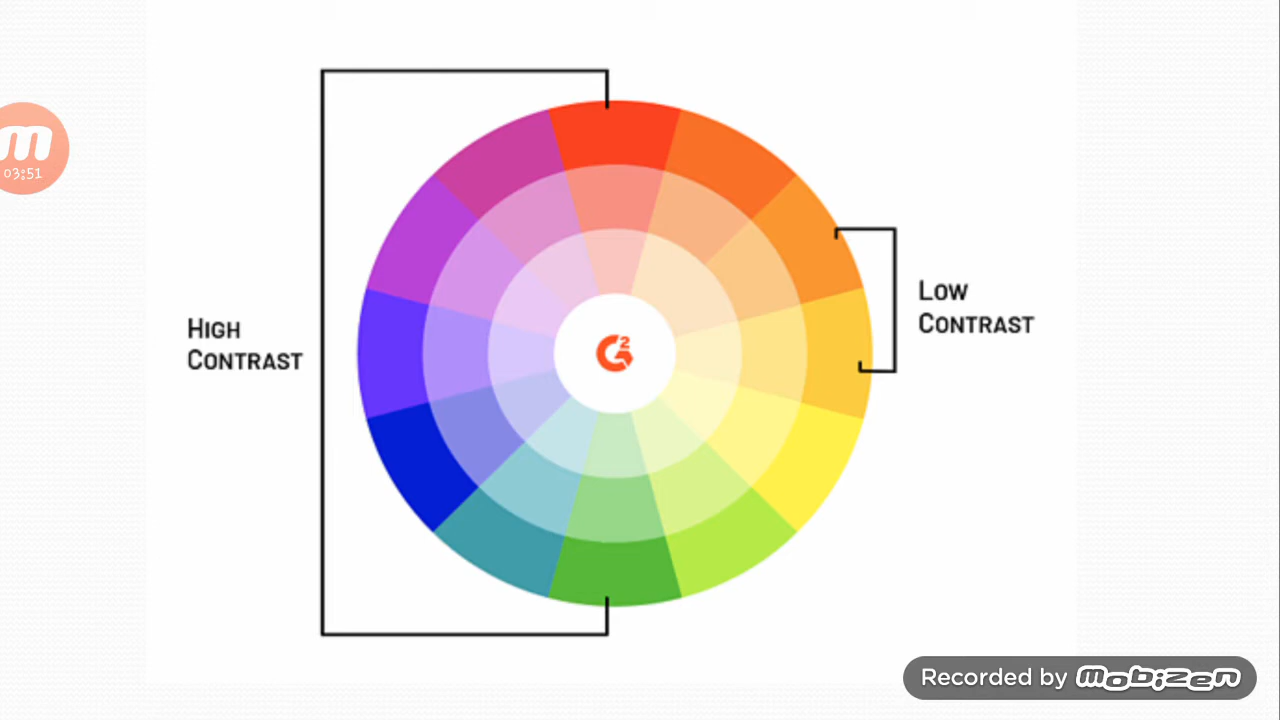 m
03:51
HIGH
CONTRAST
LOW
CONTRAST
G2
Recorded by mobizen